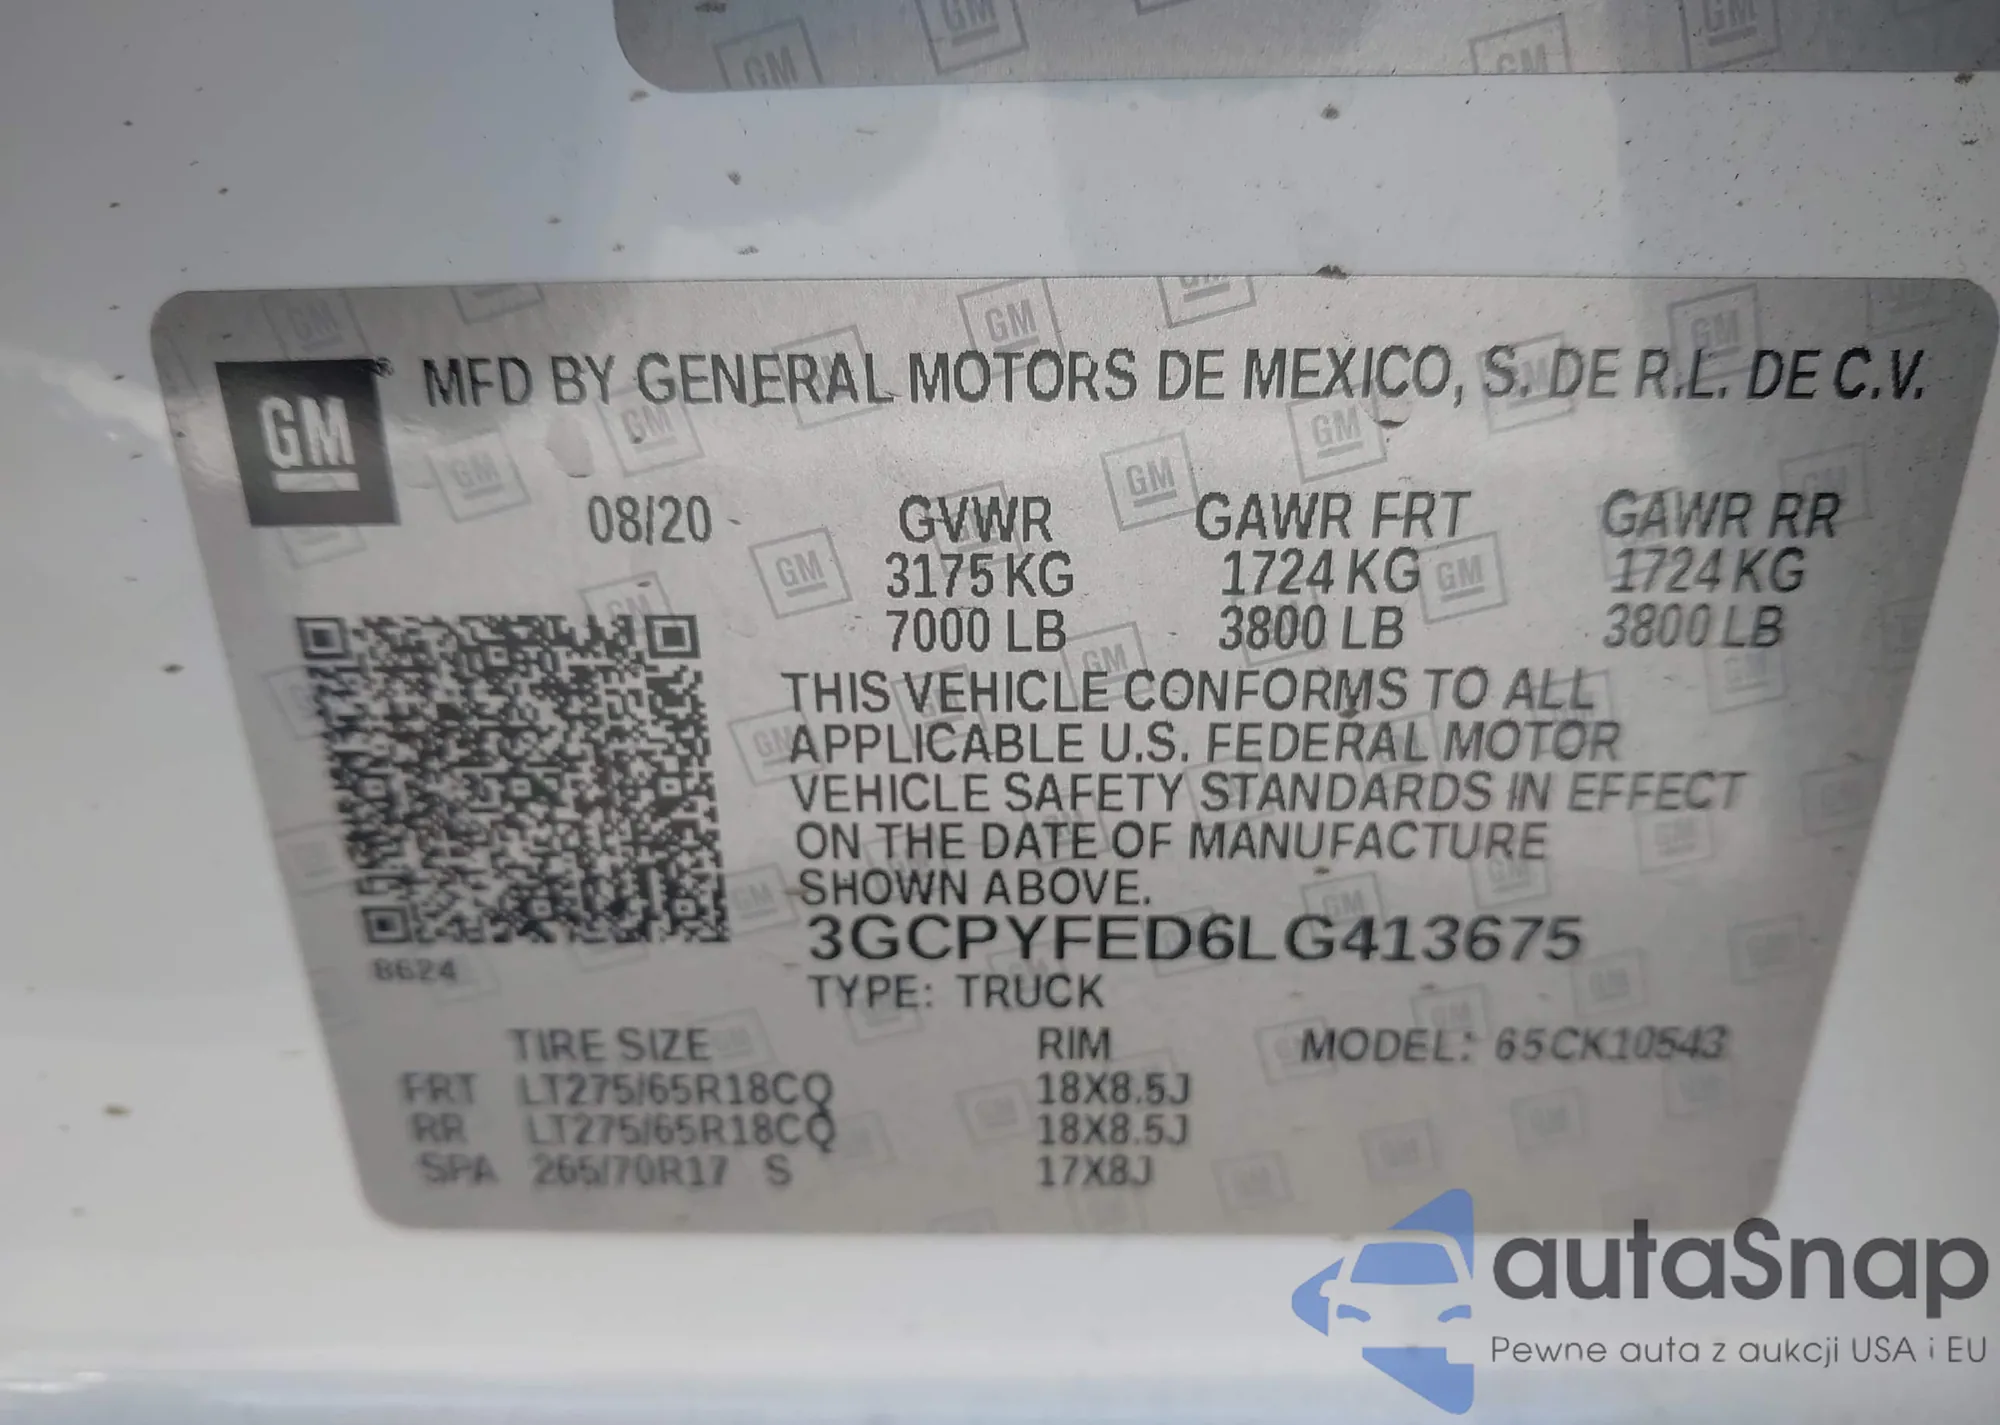 GM® MFD BY GENERAL MOTORS DE MEXICO, S. DE R.L. DE C.V.
08/20 GVWR GAWR FRT GAWR RR
3175 KG 1724 KG 1724 KG
7000 LB 3800 LB 3800 LB
THIS VEHICLE CONFORMS TO ALL
APPLICABLE U.S. FEDERAL MOTOR
VEHICLE SAFETY STANDARDS IN EFFECT
ON THE DATE OF MANUFACTURE
SHOWN ABOVE.
3GCPYFED6LG413675
8624
TYPE: TRUCK
TIRE SIZE RIM MODEL: 65CK10543
FRT LT275/65R18CQ 18X8.5J
RR LT275/65R18CQ 18X8.5J
SPA 265/70R17 S 17X8J
autaSnap
Pewne auta z aukcji USA i EU